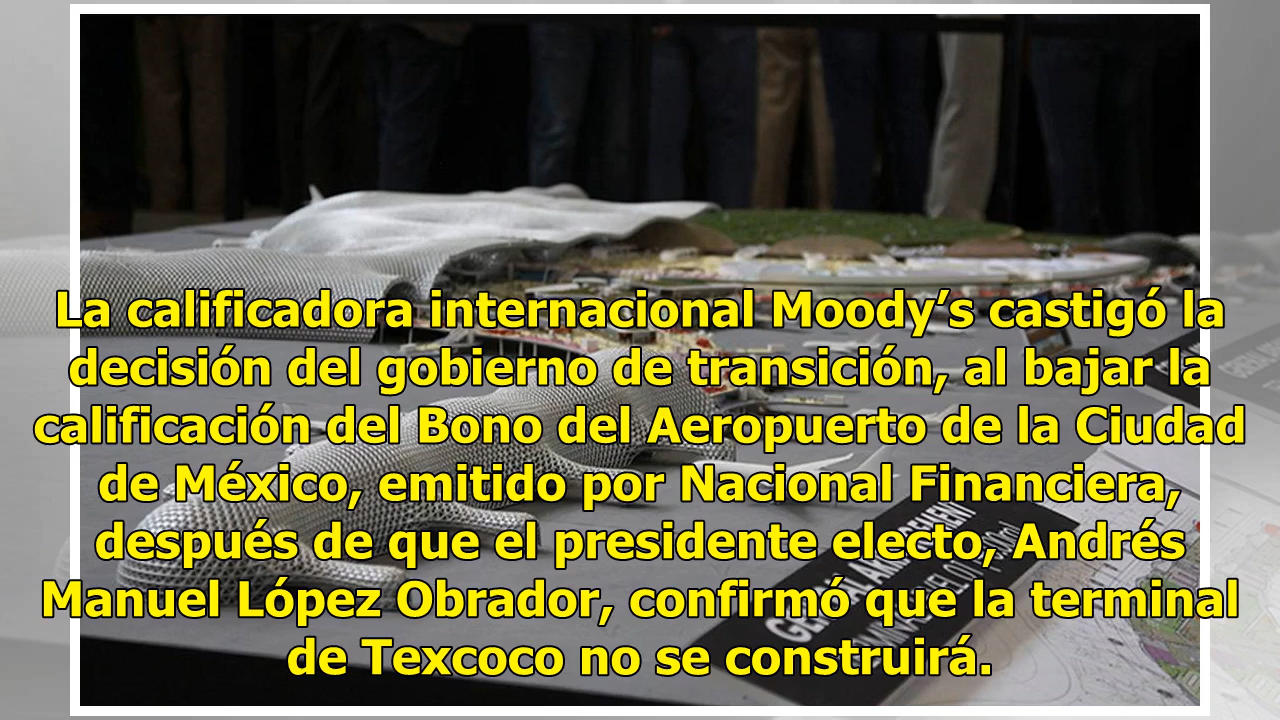 La calificadora internacional Moody’s castigó la
decisión del gobierno de transición, al bajar la
calificación del Bono del Aeropuerto de la Ciudad
de México, emitido por Nacional Financiera,
después de que el presidente electo, Andrés
Manuel López Obrador, confirmó que la terminal
de Texcoco no se construirá.